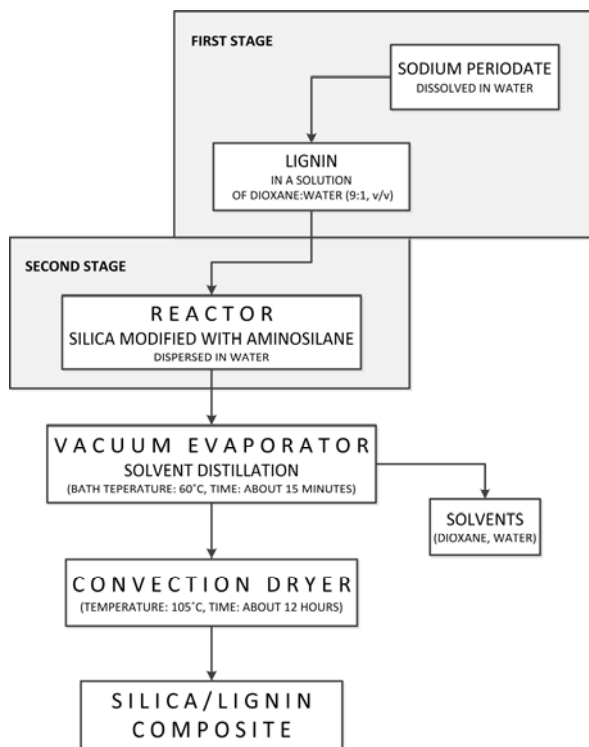 FIRST STAGE
SODIUM PERIODATE
DISSOLVED IN WATER
LIGNIN
IN A SOLUTION
OF DIOXANE:WATER (9:1, v/v)
SECOND STAGE
REACTOR
SILICA MODIFIED WITH AMINOSILANE
DISPERSED IN WATER
VACUUM EVAPORATOR
SOLVENT DISTILLATION
(BATH TEPERATURE: 60°C, TIME: ABOUT 15 MINUTES)
SOLVENTS
(DIOXANE, WATER)
CONVECTION DRYER
(TEMPERATURE: 105°C, TIME: ABOUT 12 HOURS)
SILICA/LIGNIN
COMPOSITE